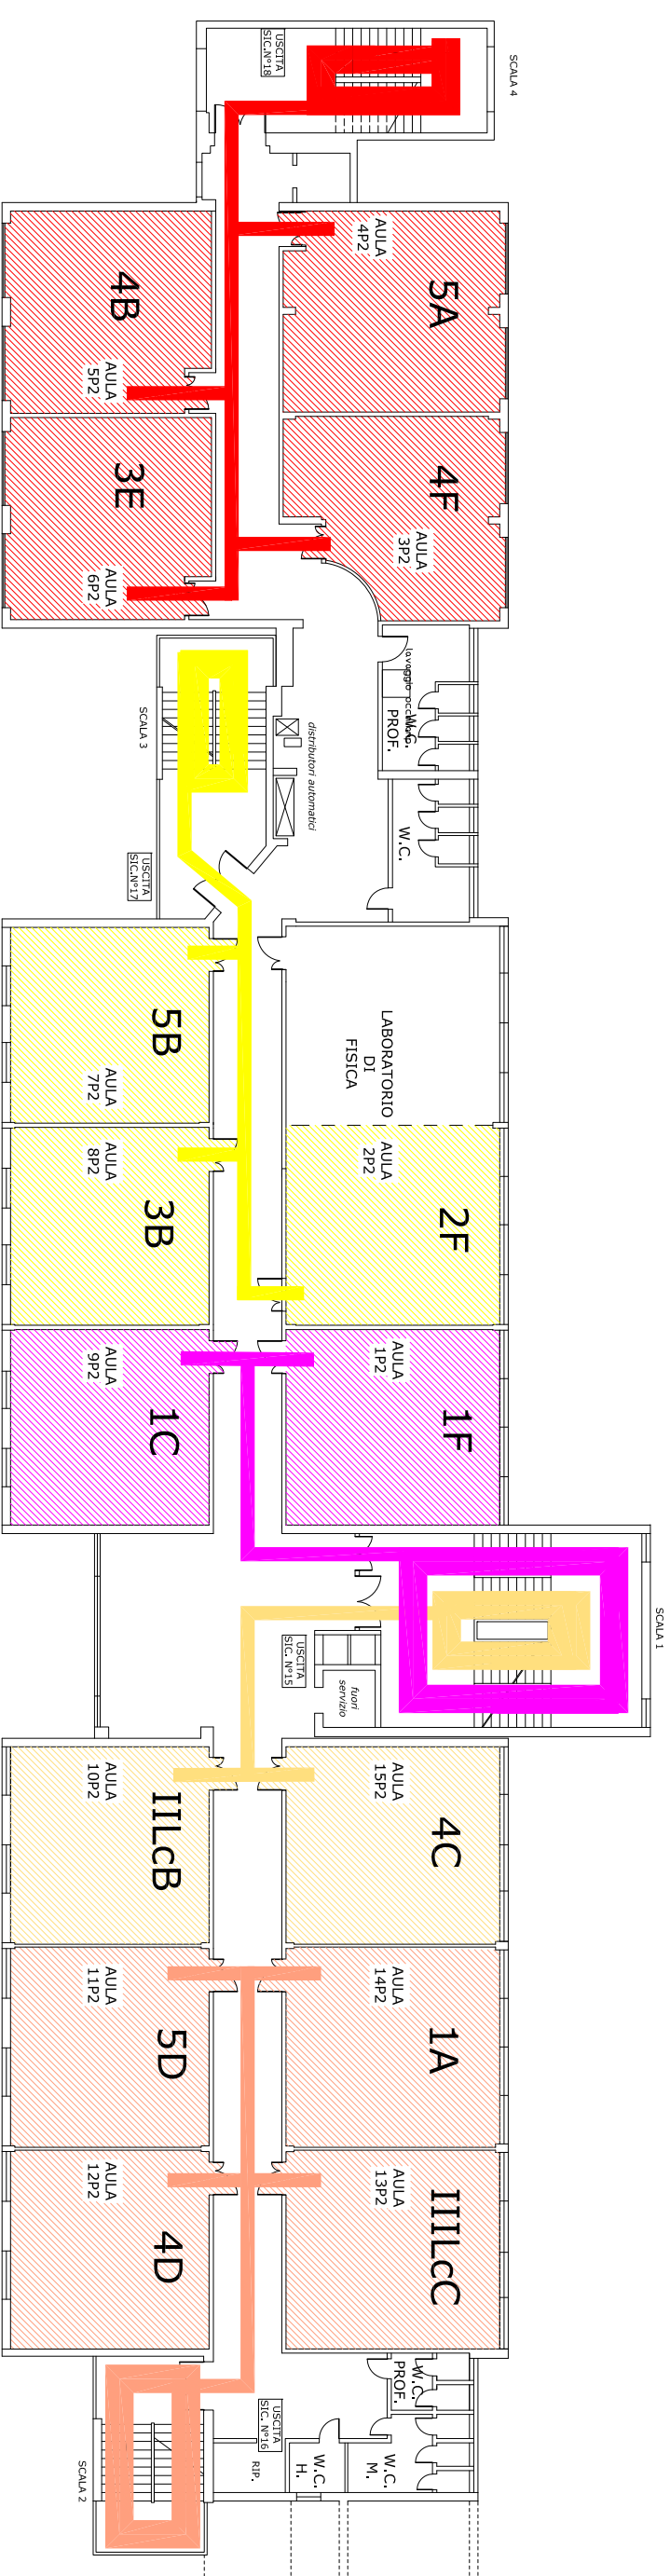 SCALA 4
USCITA
SIC.N°18
AULA
4P2
5A
4B
AULA
5P2
4F
AULA
3P2
3E
AULA
6P2
lavaggio occhi
W.C.
PROF.
SCALA 3
distributori automatici
W.C.
USCITA
SIC.N°17
5B
AULA
7P2
LABORATORIO
DI
FISICA
AULA
2P2
2F
AULA
8P2
3B
AULA
1P2
1F
AULA
9P2
1C
SCALA 1
USCITA
SIC. N°15
fuori
servizio
AULA
15P2
4C
AULA
10P2
IILcB
AULA
14P2
1A
AULA
11P2
5D
AULA
13P2
IIILcC
AULA
12P2
4D
W.C.
PROF.
USCITA
SIC. N°16
W.C.
M.
W.C.
H.
RIP.
SCALA 2